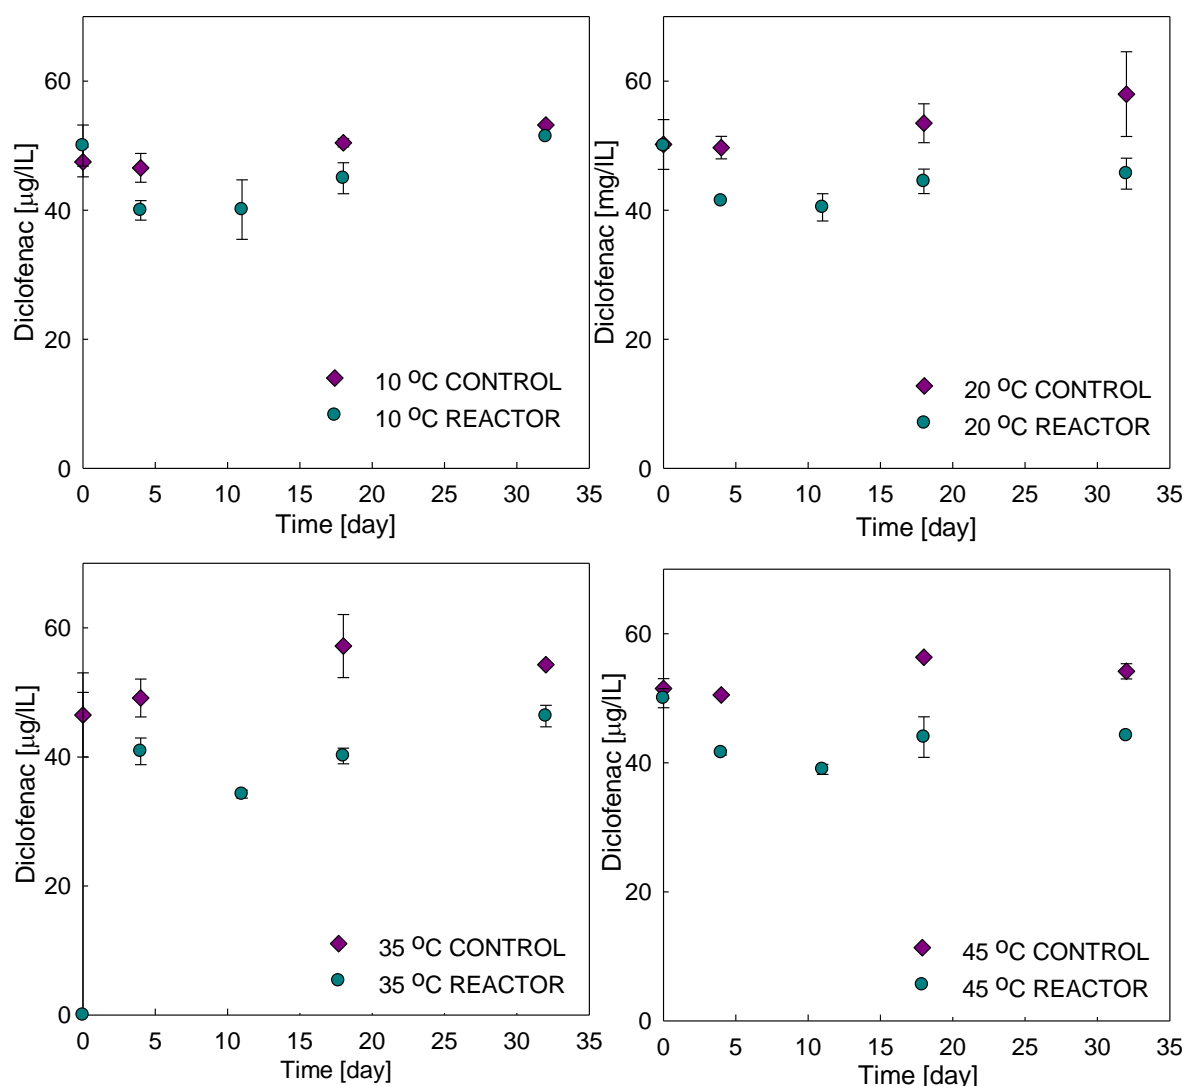 Diclofenac [µg/lL]
60
40
20
0
0 5 10 15 20 25 30 35
Time [day]
10 ºC CONTROL
10 ºC REACTOR
Diclofenac [mg/lL]
60
40
20
0
0 5 10 15 20 25 30 35
Time [day]
20 ºC CONTROL
20 ºC REACTOR
Diclofenac [µg/lL]
60
40
20
0
0 5 10 15 20 25 30 35
Time [day]
35 ºC CONTROL
35 ºC REACTOR
Diclofenac [µg/lL]
60
40
20
0
0 5 10 15 20 25 30 35
Time [day]
45 ºC CONTROL
45 ºC REACTOR